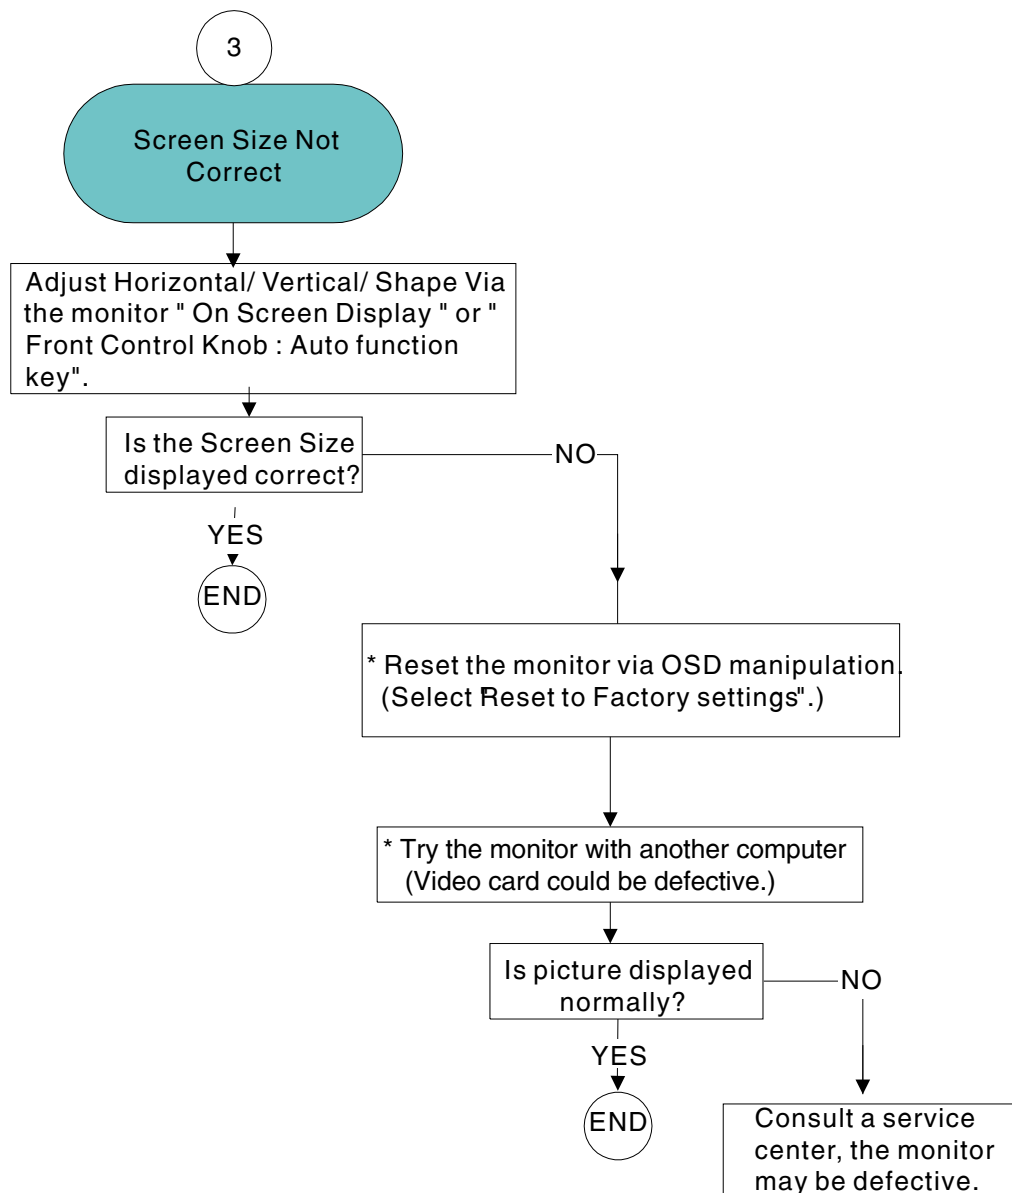 3
Screen Size Not
Correct
Adjust Horizontal/ Vertical/ Shape Via
the monitor " On Screen Display " or "
Front Control Knob : Auto function
key".
Is the Screen Size
displayed correct?
NO
YES
END
* Reset the monitor via OSD manipulation.
(Select "Reset to Factory settings".)
* Try the monitor with another computer
(Video card could be defective.)
Is picture displayed
normally?
NO
YES
END
Consult a service
center, the monitor
may be defective.